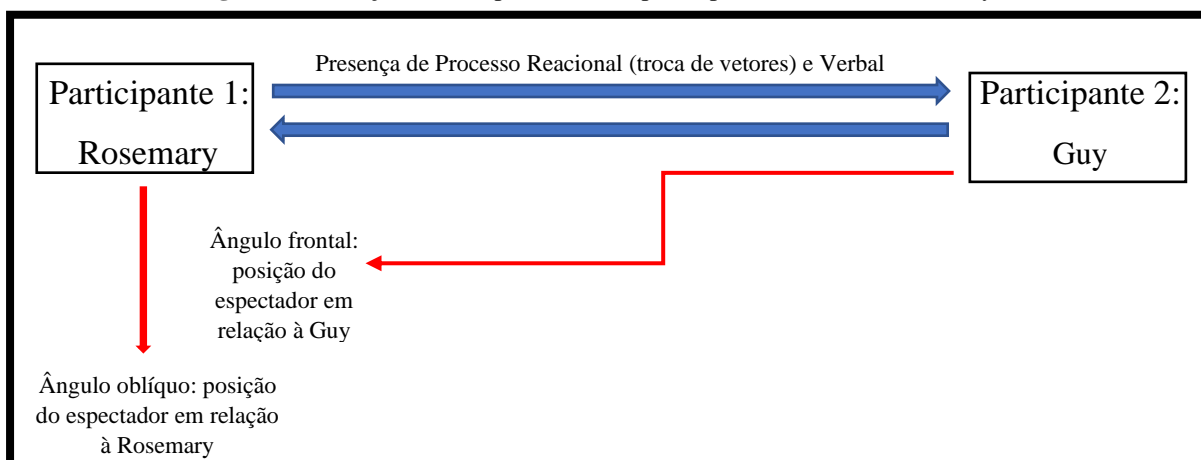 Presença de Processo Reacional (troca de vetores) e Verbal
Participante 1:
Rosemary
Participante 2:
Guy
Ângulo frontal:
posição do
espectador em
relação à Guy
Ângulo oblíquo: posição
do espectador em relação
à Rosemary